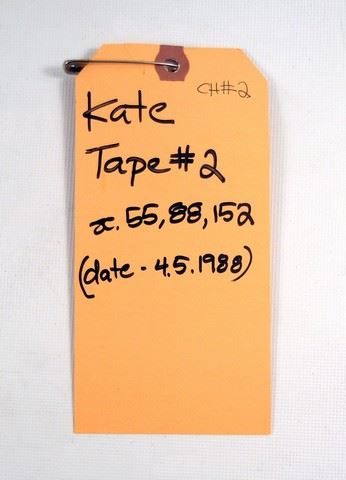 CH#2
Kate
Tape #2
x. 55, 88, 152
(date - 4.5.1988)